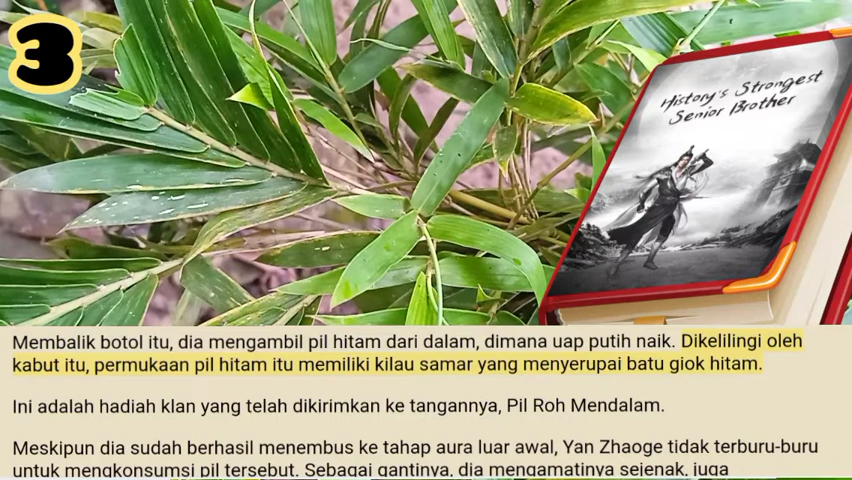 3
History's Strongest
Senior Brother
Membalik botol itu, dia mengambil pil hitam dari dalam, dimana uap putih naik. Dikelilingi oleh
kabut itu, permukaan pil hitam itu memiliki kilau samar yang menyerupai batu giok hitam.
Ini adalah hadiah klan yang telah dikirimkan ke tangannya, Pil Roh Mendalam.
Meskipun dia sudah berhasil menembus ke tahap aura luar awal, Yan Zhaoge tidak terburu-buru
untuk mengkonsumsi pil tersebut. Sebagai gantinya, dia mengamatinya sejenak, juga